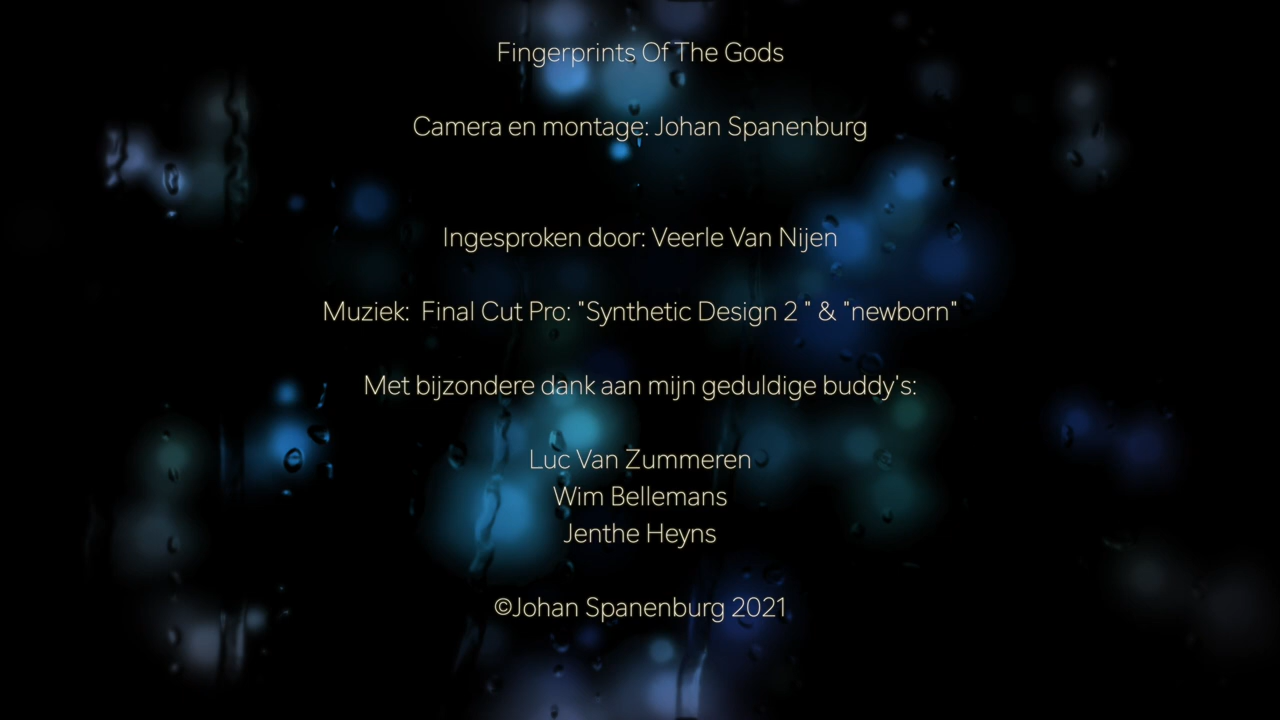 Fingerprints Of The Gods
Camera en montage: Johan Spanenburg
Ingesproken door: Veerle Van Nijen
Muziek:  Final Cut Pro: "Synthetic Design 2 " & "newborn"
Met bijzondere dank aan mijn geduldige buddy's:
Luc Van Zummeren
Wim Bellemans
Jenthe Heyns
©Johan Spanenburg 2021